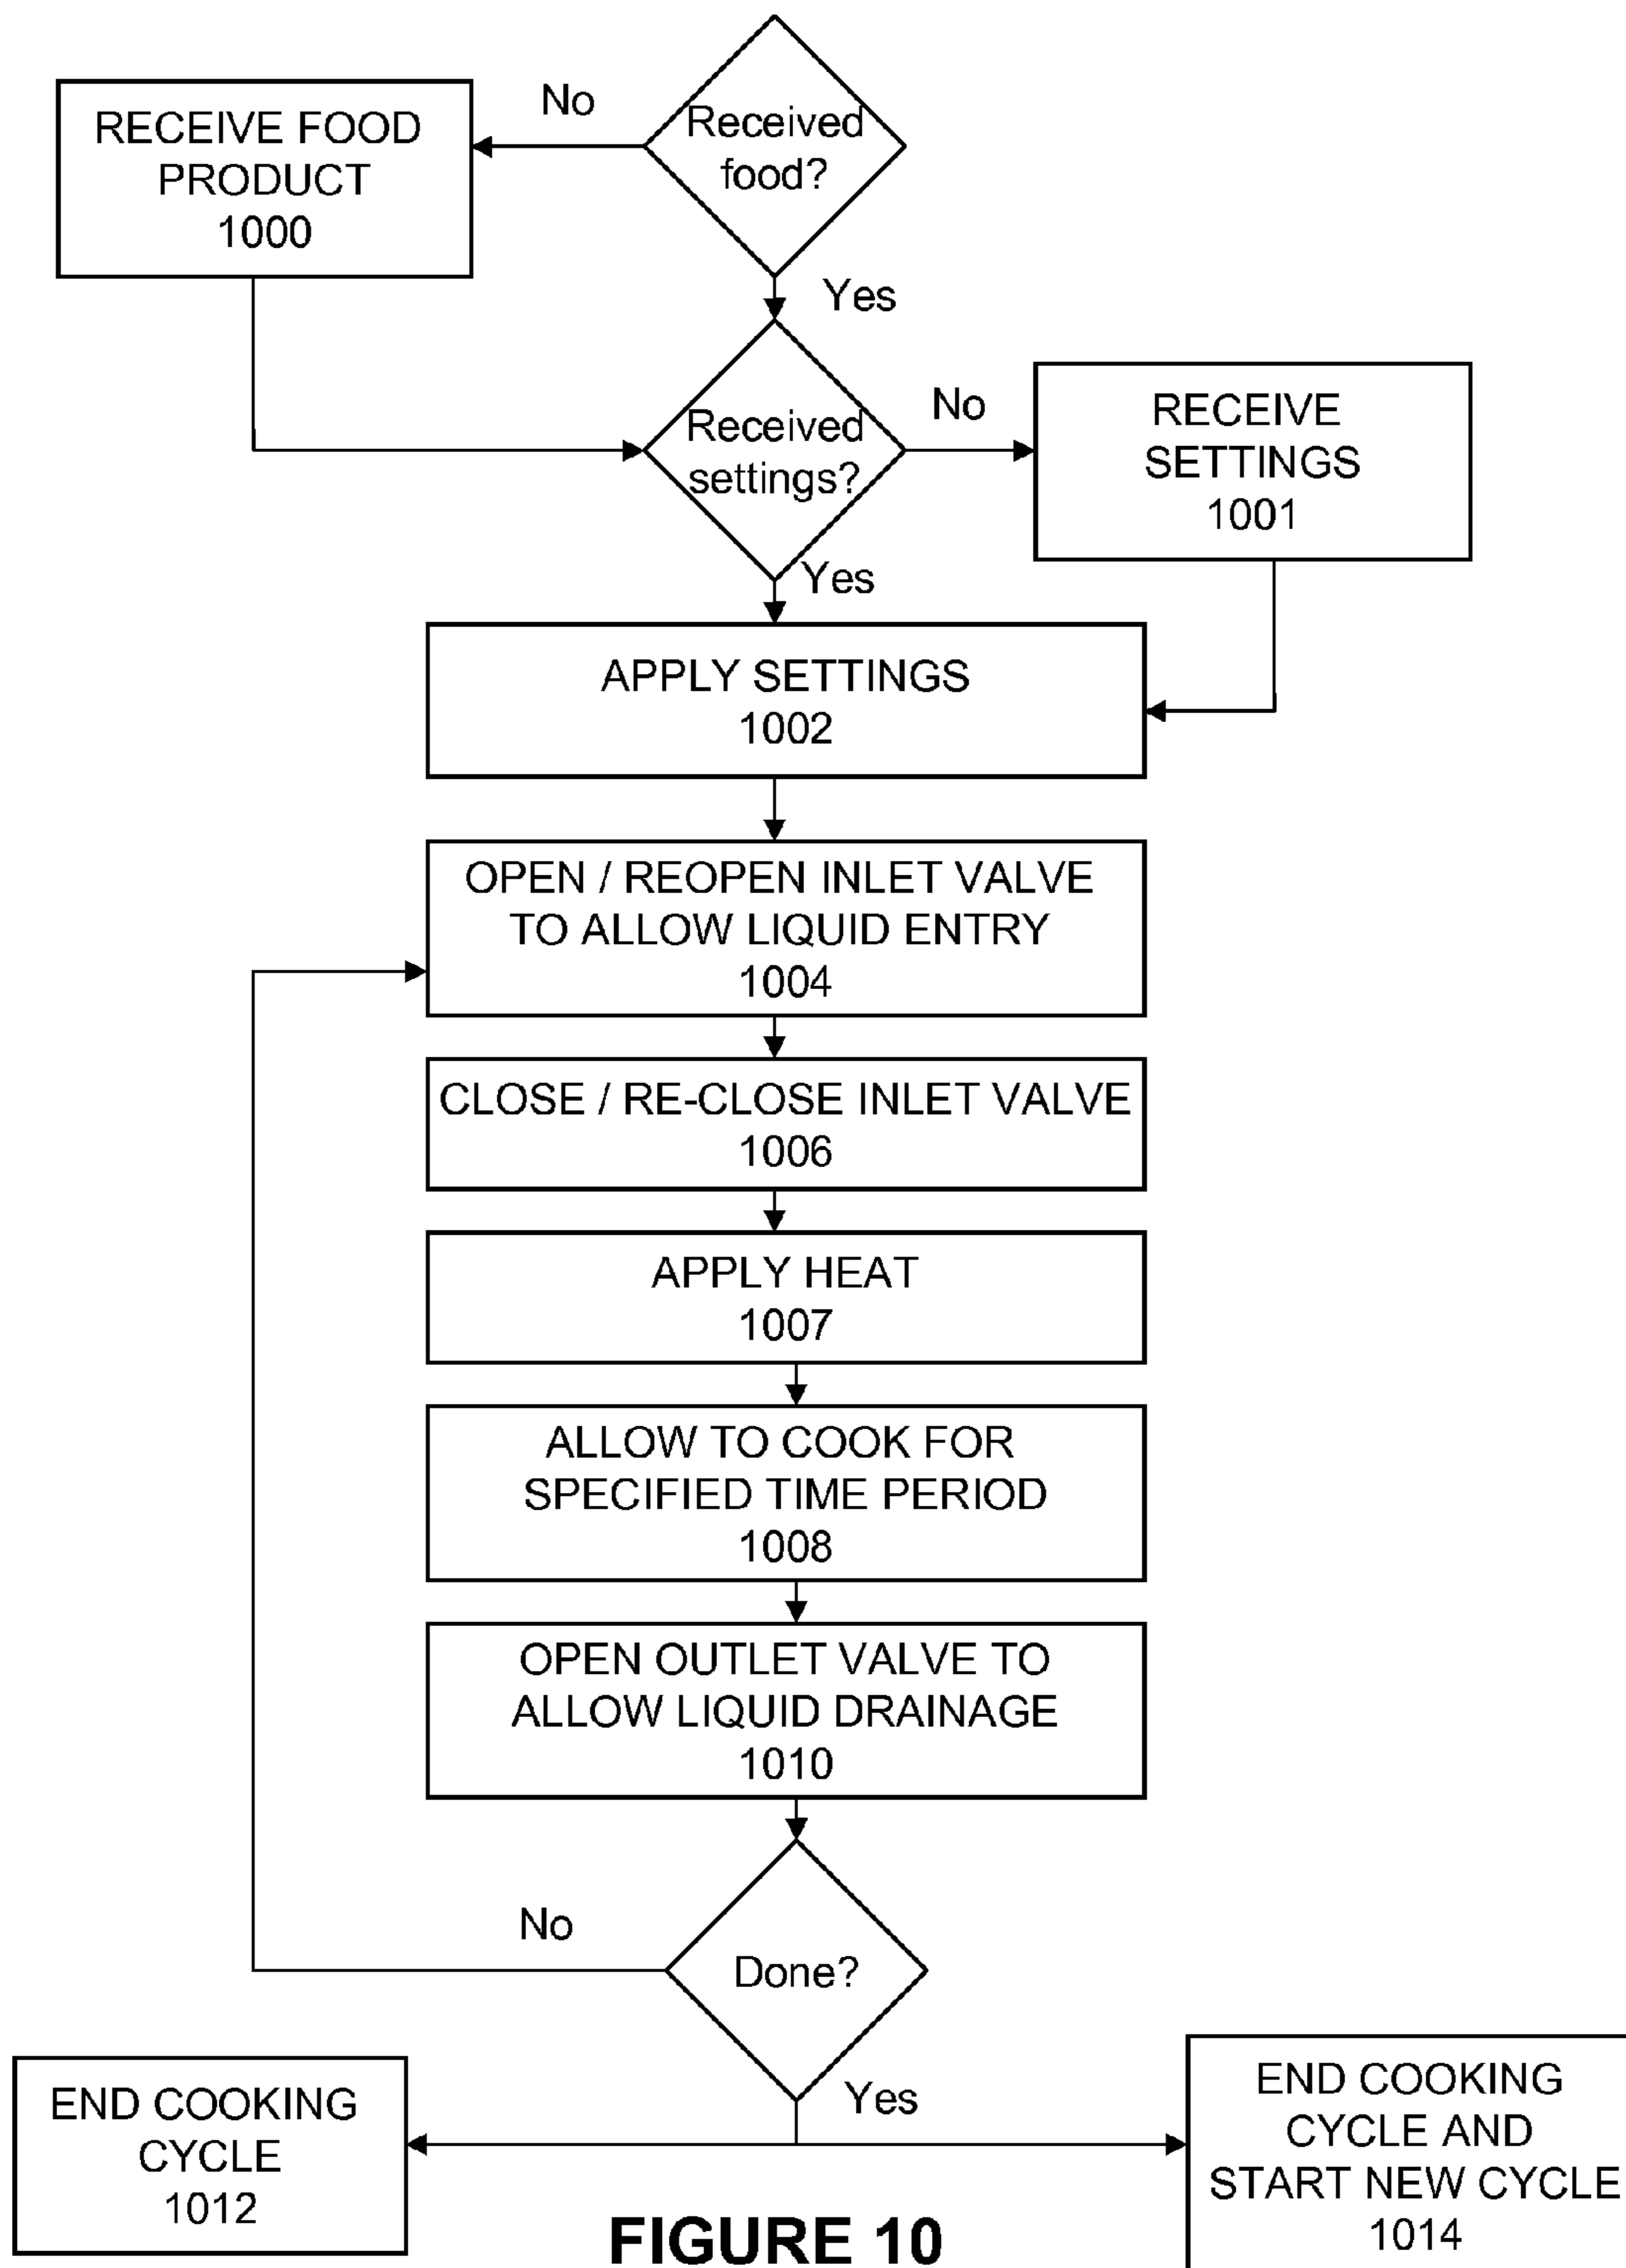 Received
food?
No
RECEIVE FOOD
PRODUCT
1000
Yes
Received
settings?
No
RECEIVE
SETTINGS
1001
Yes
APPLY SETTINGS
1002
OPEN / REOPEN INLET VALVE
TO ALLOW LIQUID ENTRY
1004
CLOSE / RE-CLOSE INLET VALVE
1006
APPLY HEAT
1007
ALLOW TO COOK FOR
SPECIFIED TIME PERIOD
1008
OPEN OUTLET VALVE TO
ALLOW LIQUID DRAINAGE
1010
No
Done?
Yes
END COOKING
CYCLE
1012
END COOKING
CYCLE AND
START NEW CYCLE
1014
FIGURE 10